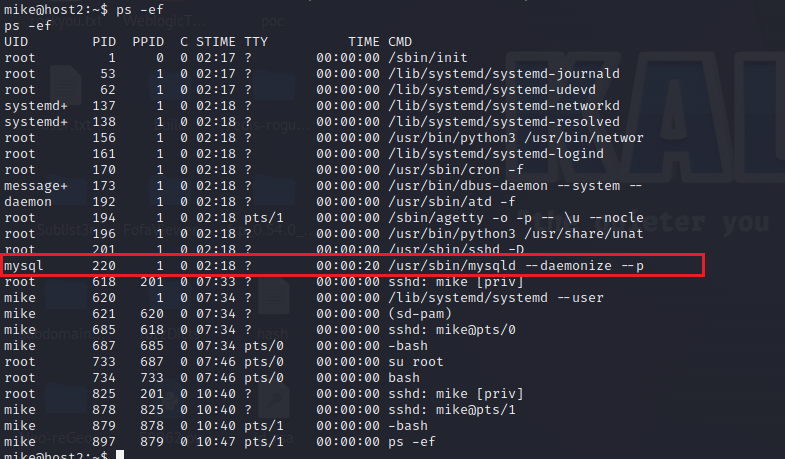 mike@host2:~$ ps -ef
ps -ef
UID        PID  PPID  C STIME TTY          TIME CMD
root         1     0  0 02:17 ?        00:00:00 /sbin/init
root        53     1  0 02:17 ?        00:00:00 /lib/systemd/systemd-journald
root        62     1  0 02:17 ?        00:00:00 /lib/systemd/systemd-udevd
systemd+   137     1  0 02:18 ?        00:00:00 /lib/systemd/systemd-networkd
systemd+   138     1  0 02:18 ?        00:00:00 /lib/systemd/systemd-resolved
root       156     1  0 02:18 ?        00:00:00 /usr/bin/python3 /usr/bin/networ
root       161     1  0 02:18 ?        00:00:00 /lib/systemd/systemd-logind
root       170     1  0 02:18 ?        00:00:00 /usr/sbin/cron -f
message+   173     1  0 02:18 ?        00:00:00 /usr/bin/dbus-daemon --system --
daemon     192     1  0 02:18 ?        00:00:00 /usr/sbin/atd -f
root       194     1  0 02:18 pts/1    00:00:00 /sbin/agetty -o -p -- \u --nocle
root       196     1  0 02:18 ?        00:00:00 /usr/bin/python3 /usr/share/unat
root       201     1  0 02:18 ?        00:00:00 /usr/sbin/sshd -D
mysql      220     1  0 02:18 ?        00:00:20 /usr/sbin/mysqld --daemonize --p
root       618   201  0 07:33 ?        00:00:00 sshd: mike [priv]
mike       620     1  0 07:34 ?        00:00:00 /lib/systemd/systemd --user
mike       621   620  0 07:34 ?        00:00:00 (sd-pam)
mike       685   618  0 07:34 ?        00:00:00 sshd: mike@pts/0
mike       687   685  0 07:34 pts/0    00:00:00 -bash
root       733   687  0 07:46 pts/0    00:00:00 su root
root       734   733  0 07:46 pts/0    00:00:00 bash
root       825   201  0 10:40 ?        00:00:00 sshd: mike [priv]
mike       878   825  0 10:40 ?        00:00:00 sshd: mike@pts/1
mike       879   878  0 10:40 pts/1    00:00:00 -bash
mike       897   879  0 10:47 pts/1    00:00:00 ps -ef
mike@host2:~$